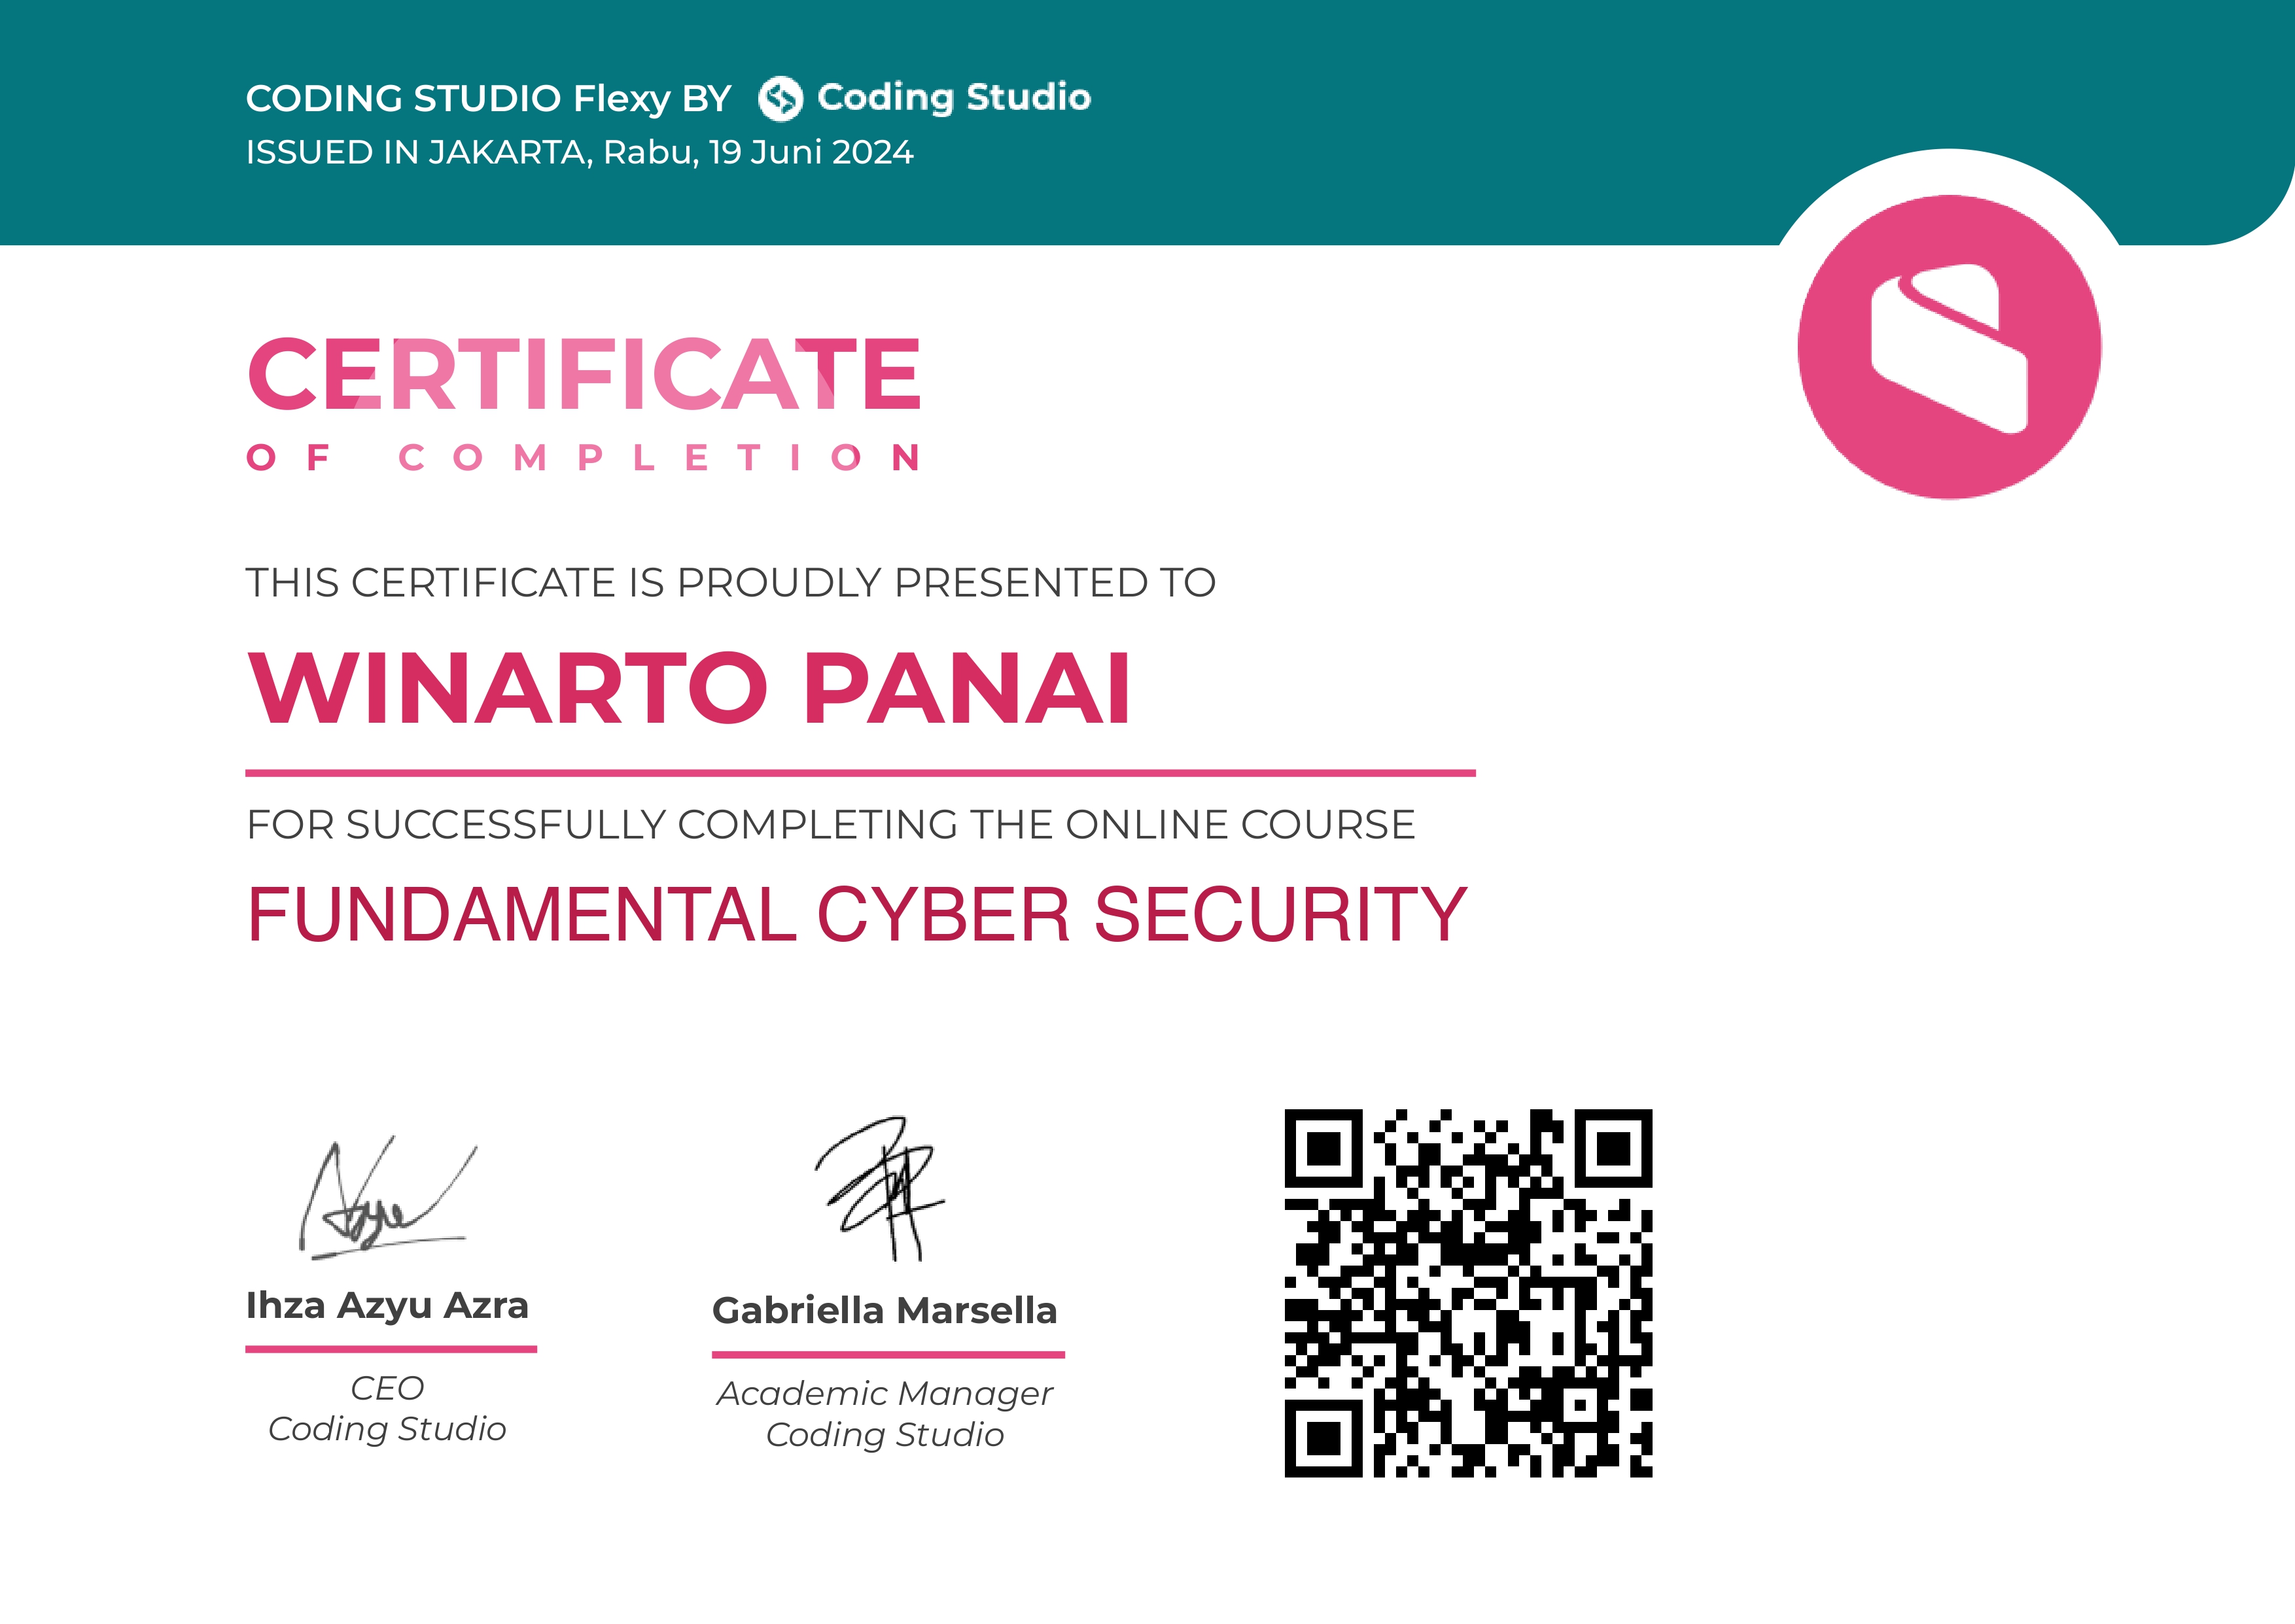 CODING STUDIO Flexy BY Coding Studio
ISSUED IN JAKARTA, Rabu, 19 Juni 2024
CERTIFICATE
OF COMPLETION
THIS CERTIFICATE IS PROUDLY PRESENTED TO
WINARTO PANAI
FOR SUCCESSFULLY COMPLETING THE ONLINE COURSE
FUNDAMENTAL CYBER SECURITY
Ihza Azyu Azra
CEO
Coding Studio
Gabriella Marsella
Academic Manager
Coding Studio